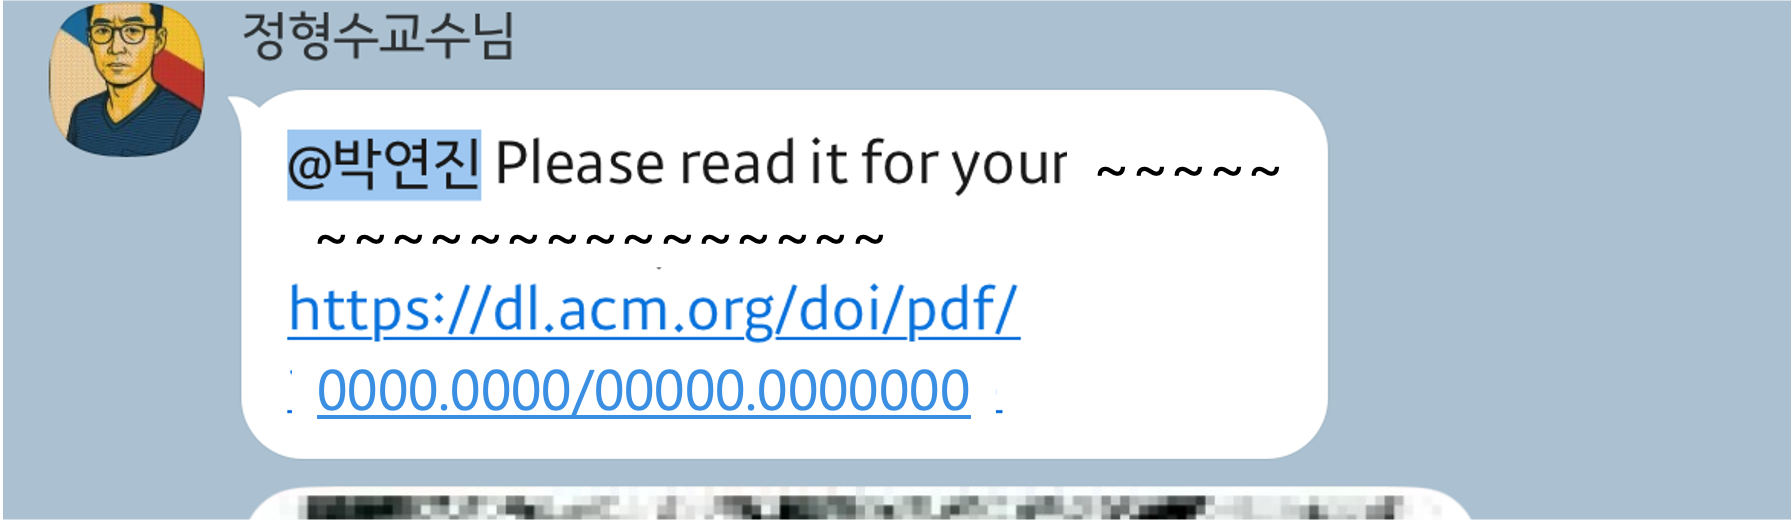 정형수교수님
@박연진 Please read it for your ~~~~~
~~~~~~~~~~~~~~~
https://dl.acm.org/doi/pdf/
0000.0000/00000.0000000